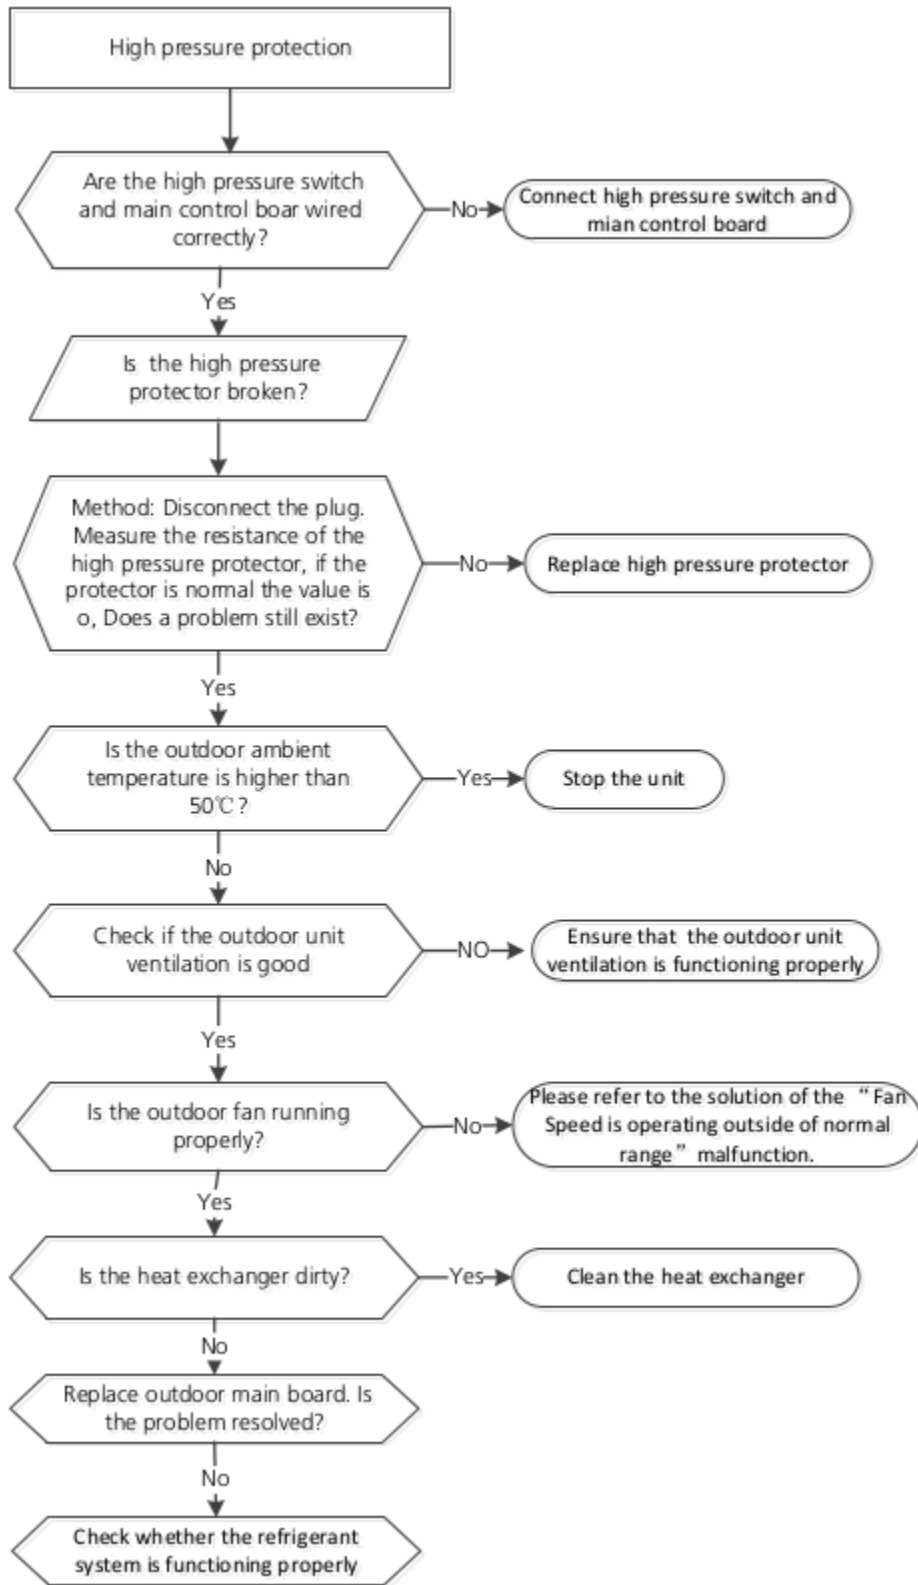 High pressure protection
Are the high pressure switch
and main control boar wired
correctly?
No
Connect high pressure switch and
mian control board
Yes
Is the high pressure
protector broken?
Method: Disconnect the plug.
Measure the resistance of the
high pressure protector, if the
protector is normal the value is
o, Does a problem still exist?
No
Replace high pressure protector
Yes
Is the outdoor ambient
temperature is higher than
50℃?
Yes
Stop the unit
No
Check if the outdoor unit
ventilation is good
NO
Ensure that the outdoor unit
ventilation is functioning properly
Yes
Is the outdoor fan running
properly?
No
Please refer to the solution of the “Fan
Speed is operating outside of normal
range” malfunction.
Yes
Is the heat exchanger dirty?
Yes
Clean the heat exchanger
No
Replace outdoor main board. Is
the problem resolved?
No
Check whether the refrigerant
system is functioning properly